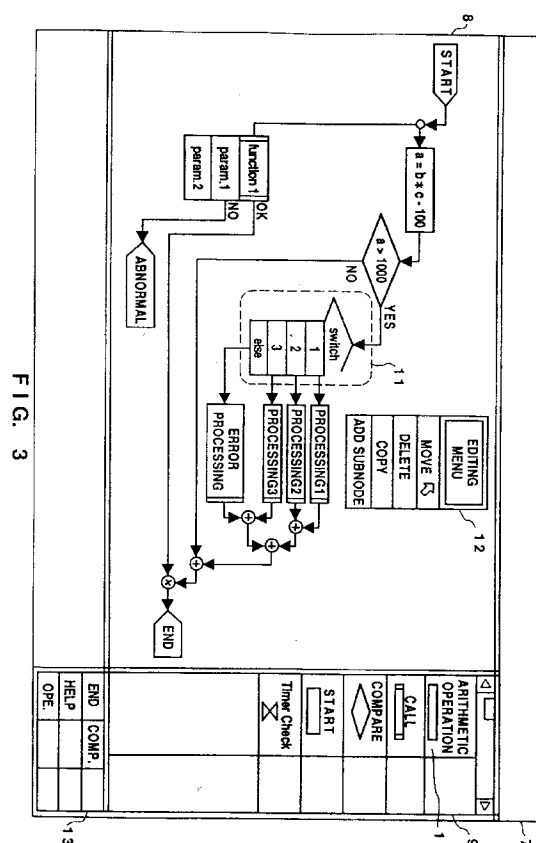 8
START
a = b * c - 100
a > 1000
YES
NO
switch
1
2
3
else
11
PROCESSING1
PROCESSING2
PROCESSING3
ERROR
PROCESSING
function1
param.1
param.2
OK
NO
ABNORMAL
+
+
+
+
×
END
EDITING
MENU
MOVE
DELETE
COPY
ADD SUBNODE
12
ARITHMETIC
OPERATION
CALL
COMPARE
START
Timer Check
1
END COMP.
HELP
OPE.
13
FIG. 3